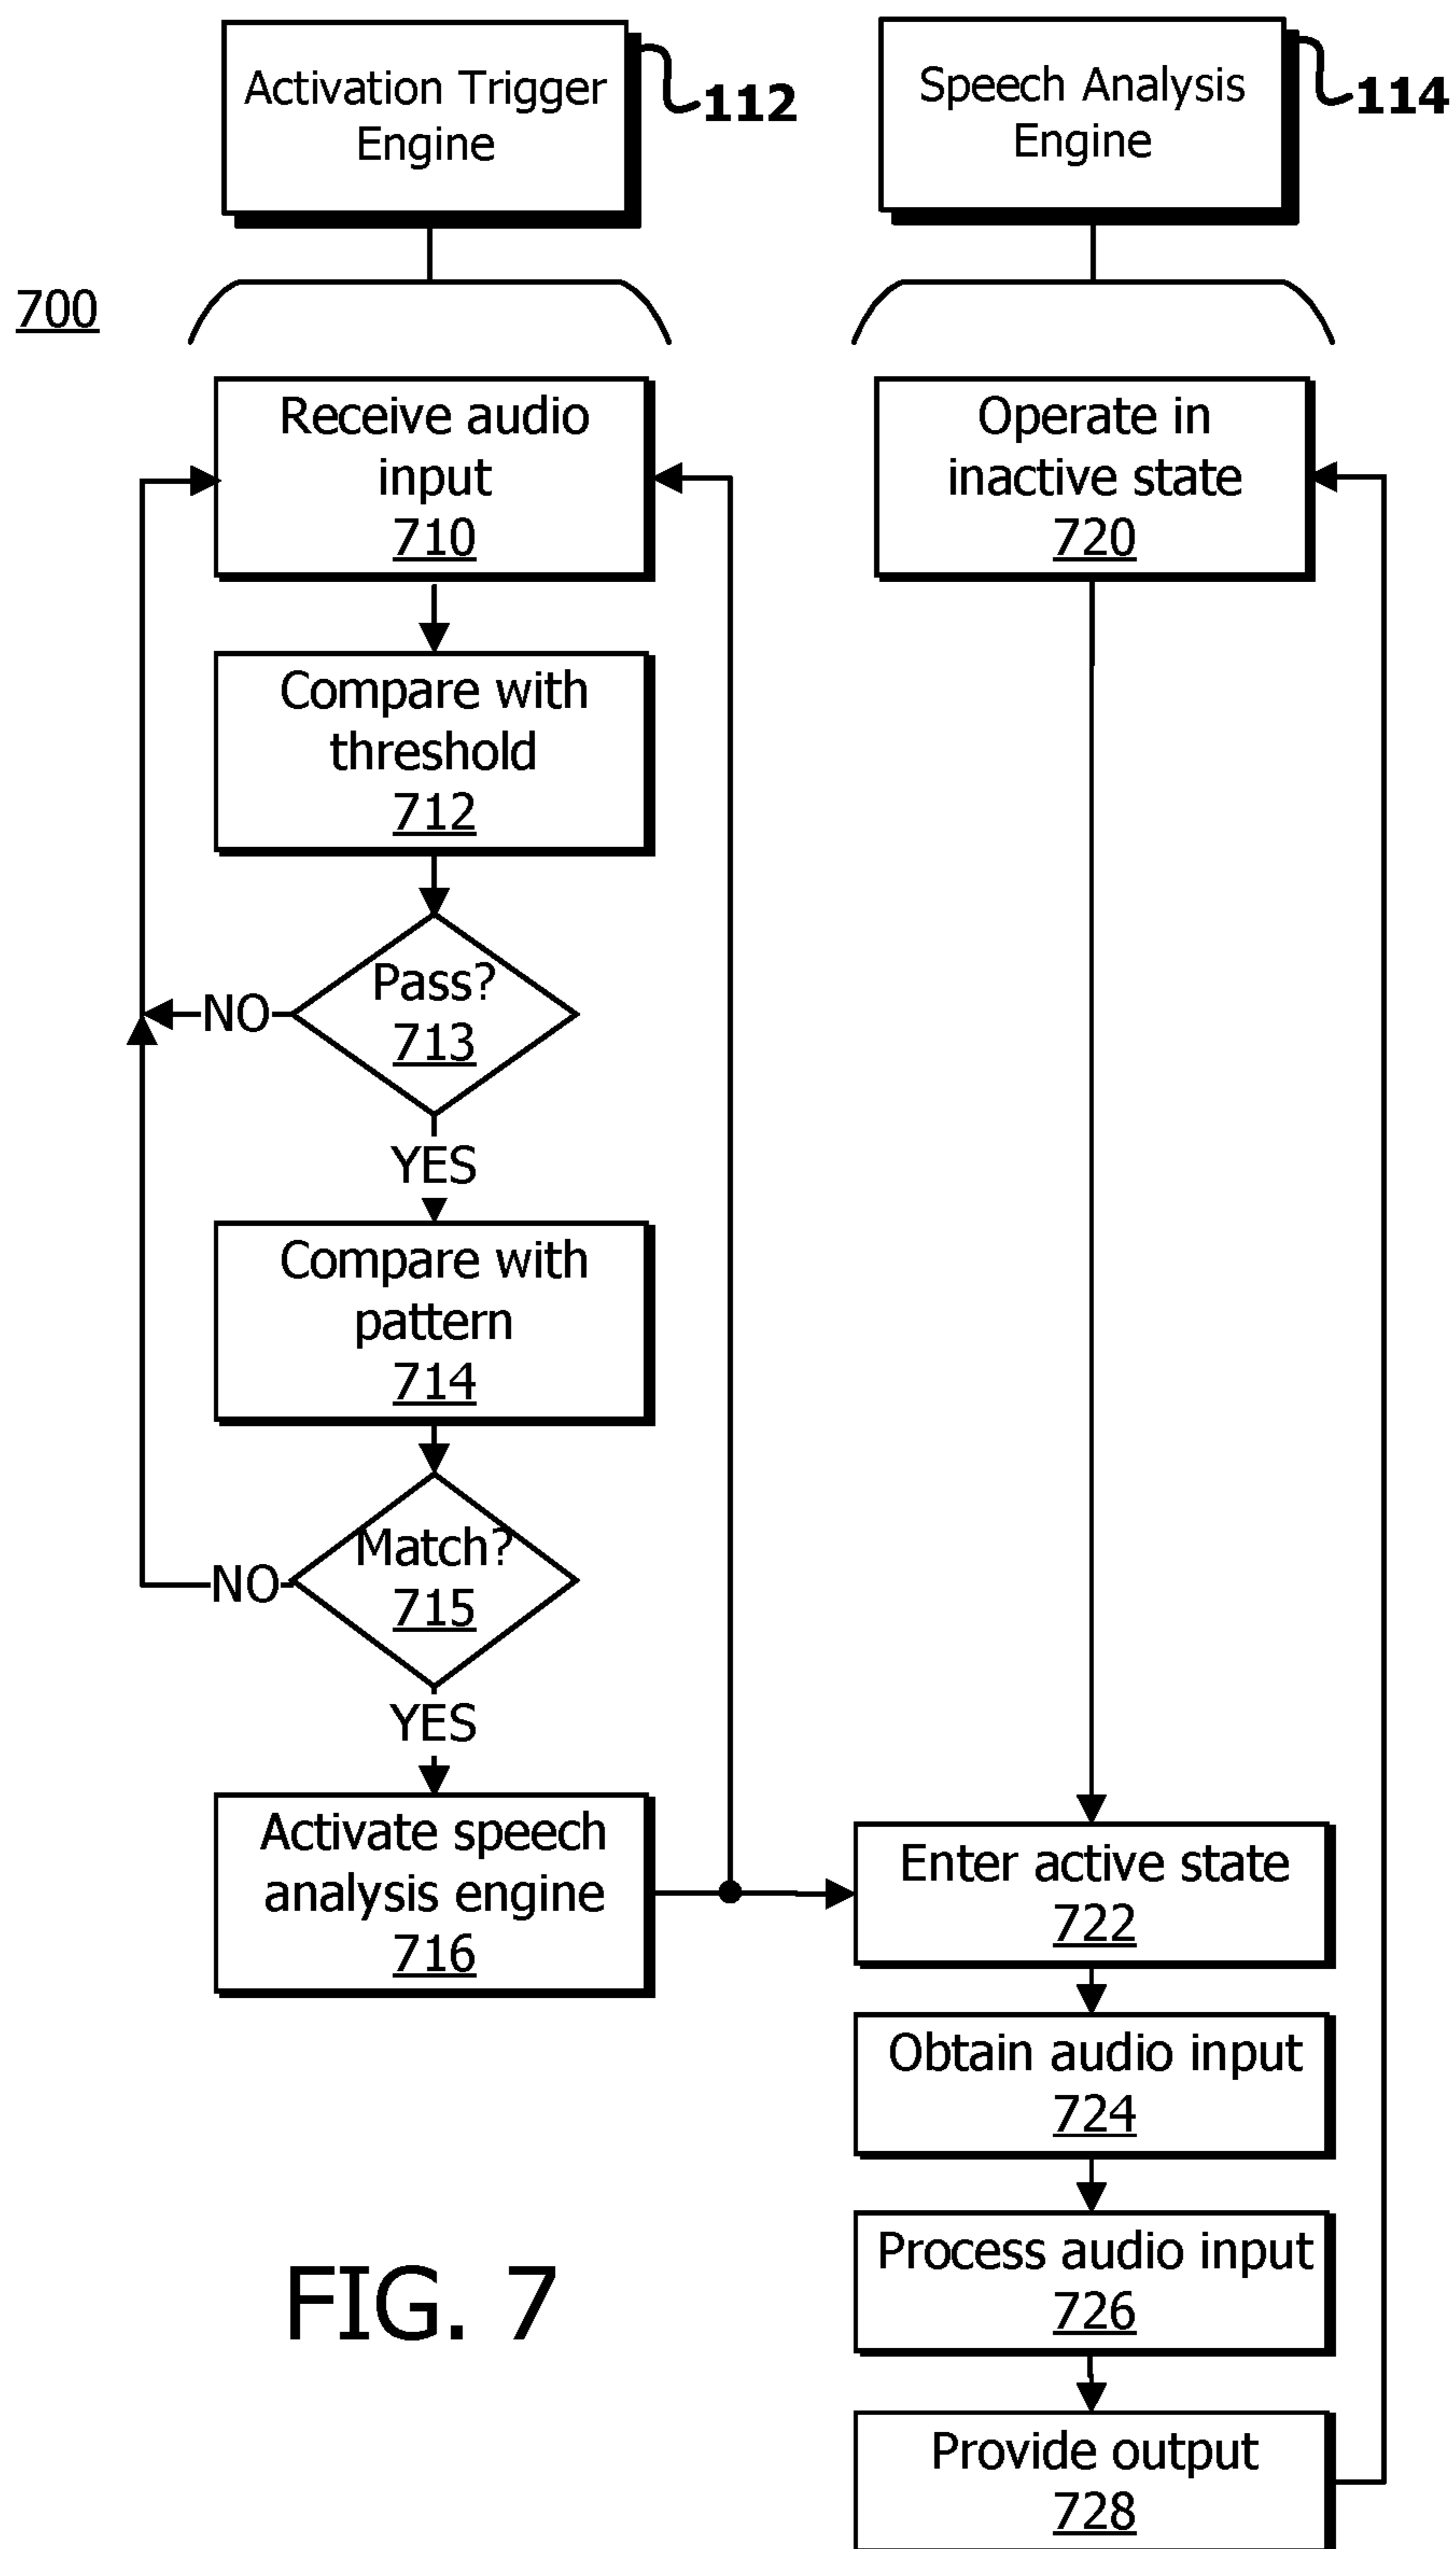 Activation Trigger
Engine
112
Speech Analysis
Engine
114
700
Receive audio
input
710
Compare with
threshold
712
Pass?
713
NO
YES
Compare with
pattern
714
Match?
715
NO
YES
Activate speech
analysis engine
716
Operate in
inactive state
720
Enter active state
722
Obtain audio input
724
Process audio input
726
Provide output
728
FIG. 7